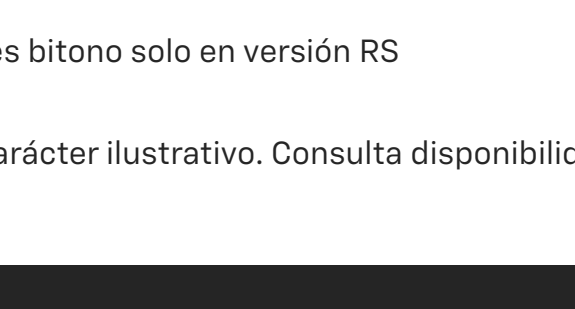 es bitono solo en versión RS
arácter ilustrativo. Consulta disponibilid